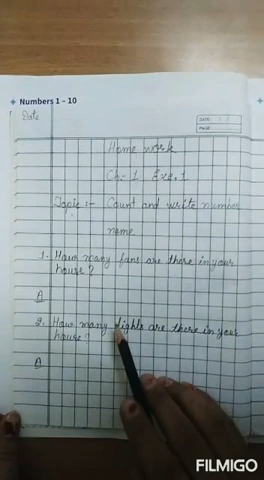 Numbers 1 - 10
Date
DATE
PAGE
Home work
Ch-1 Exe.1
Topic :- Count and write number
name
1. How many fans are there in your
house?
A
2. How many lights are there in your
house?
A
FILMIGO